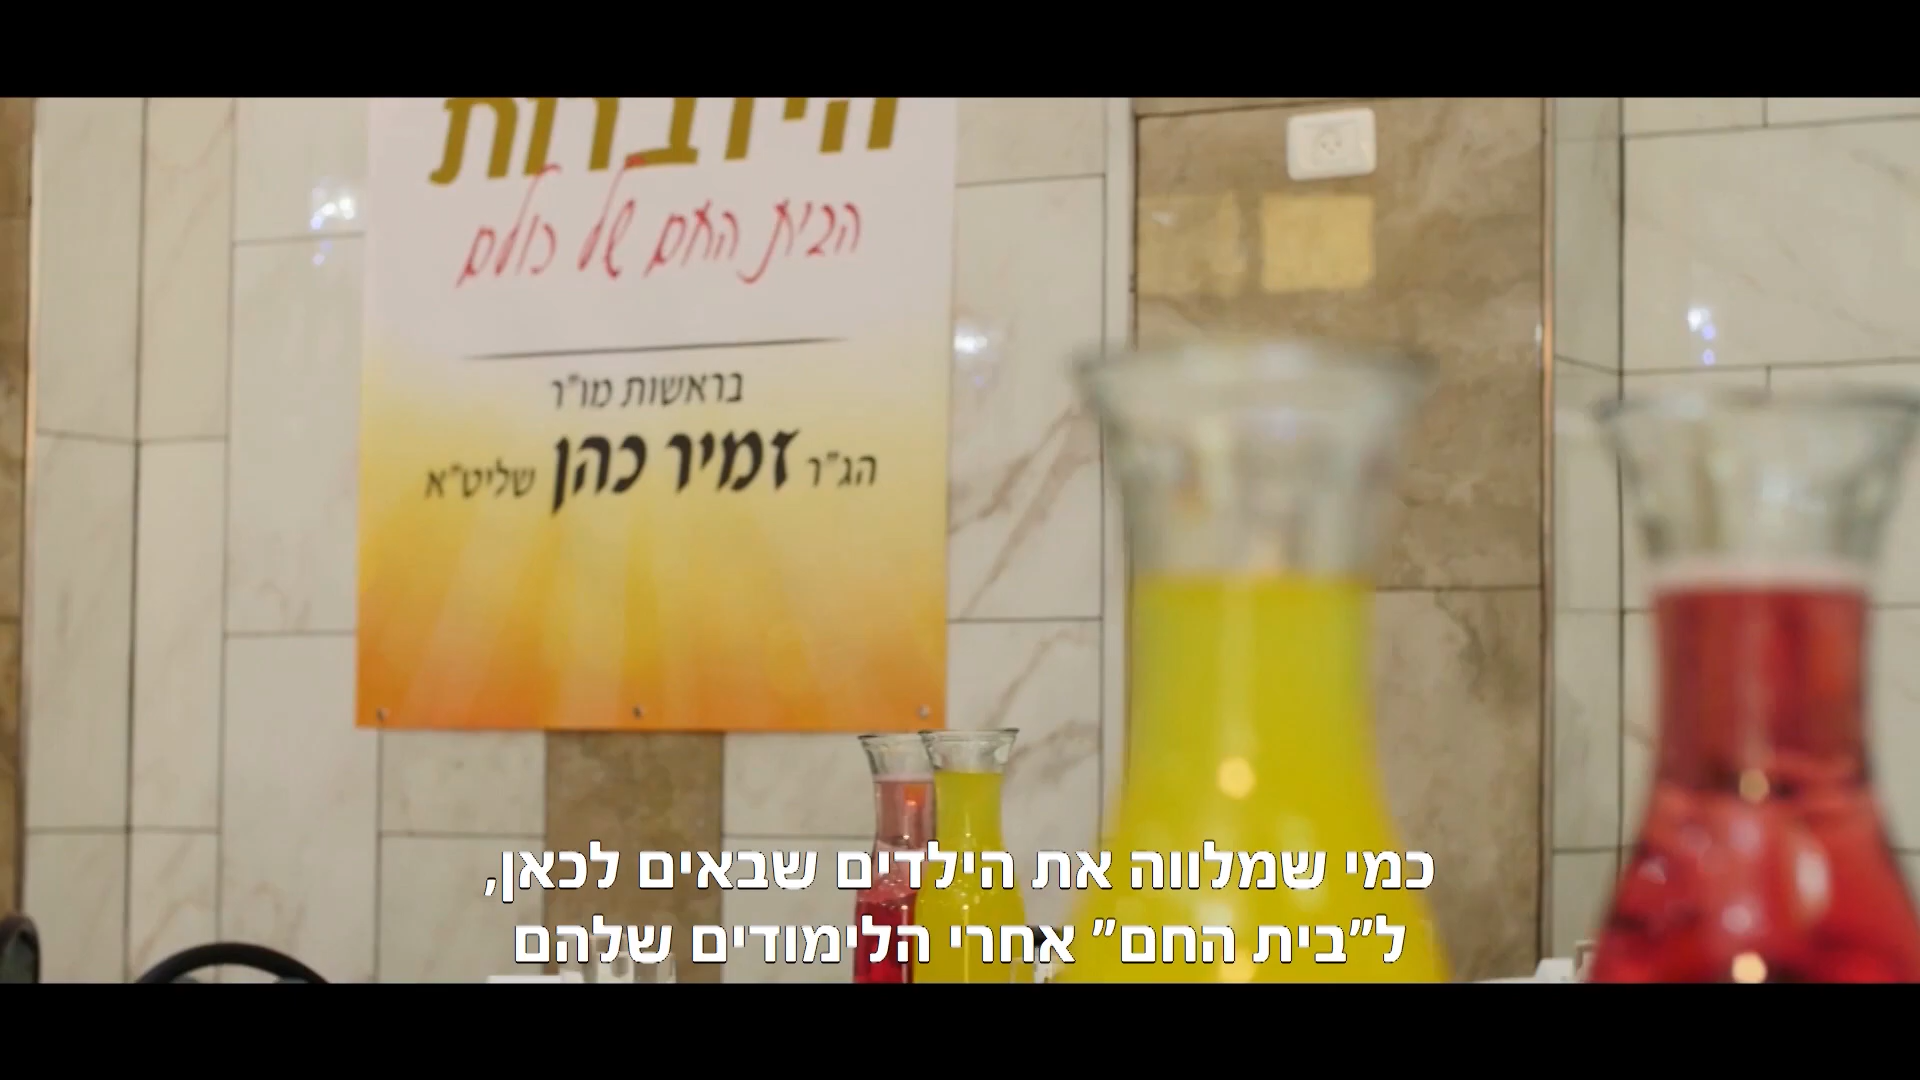 הבית החם של כולם
בראשות מו"ר
הג"ר זמיר כהן שליט"א
כמי שמלווה את הילדים שבאים לכאן,
ל"בית החם" אחרי הלימודים שלהם